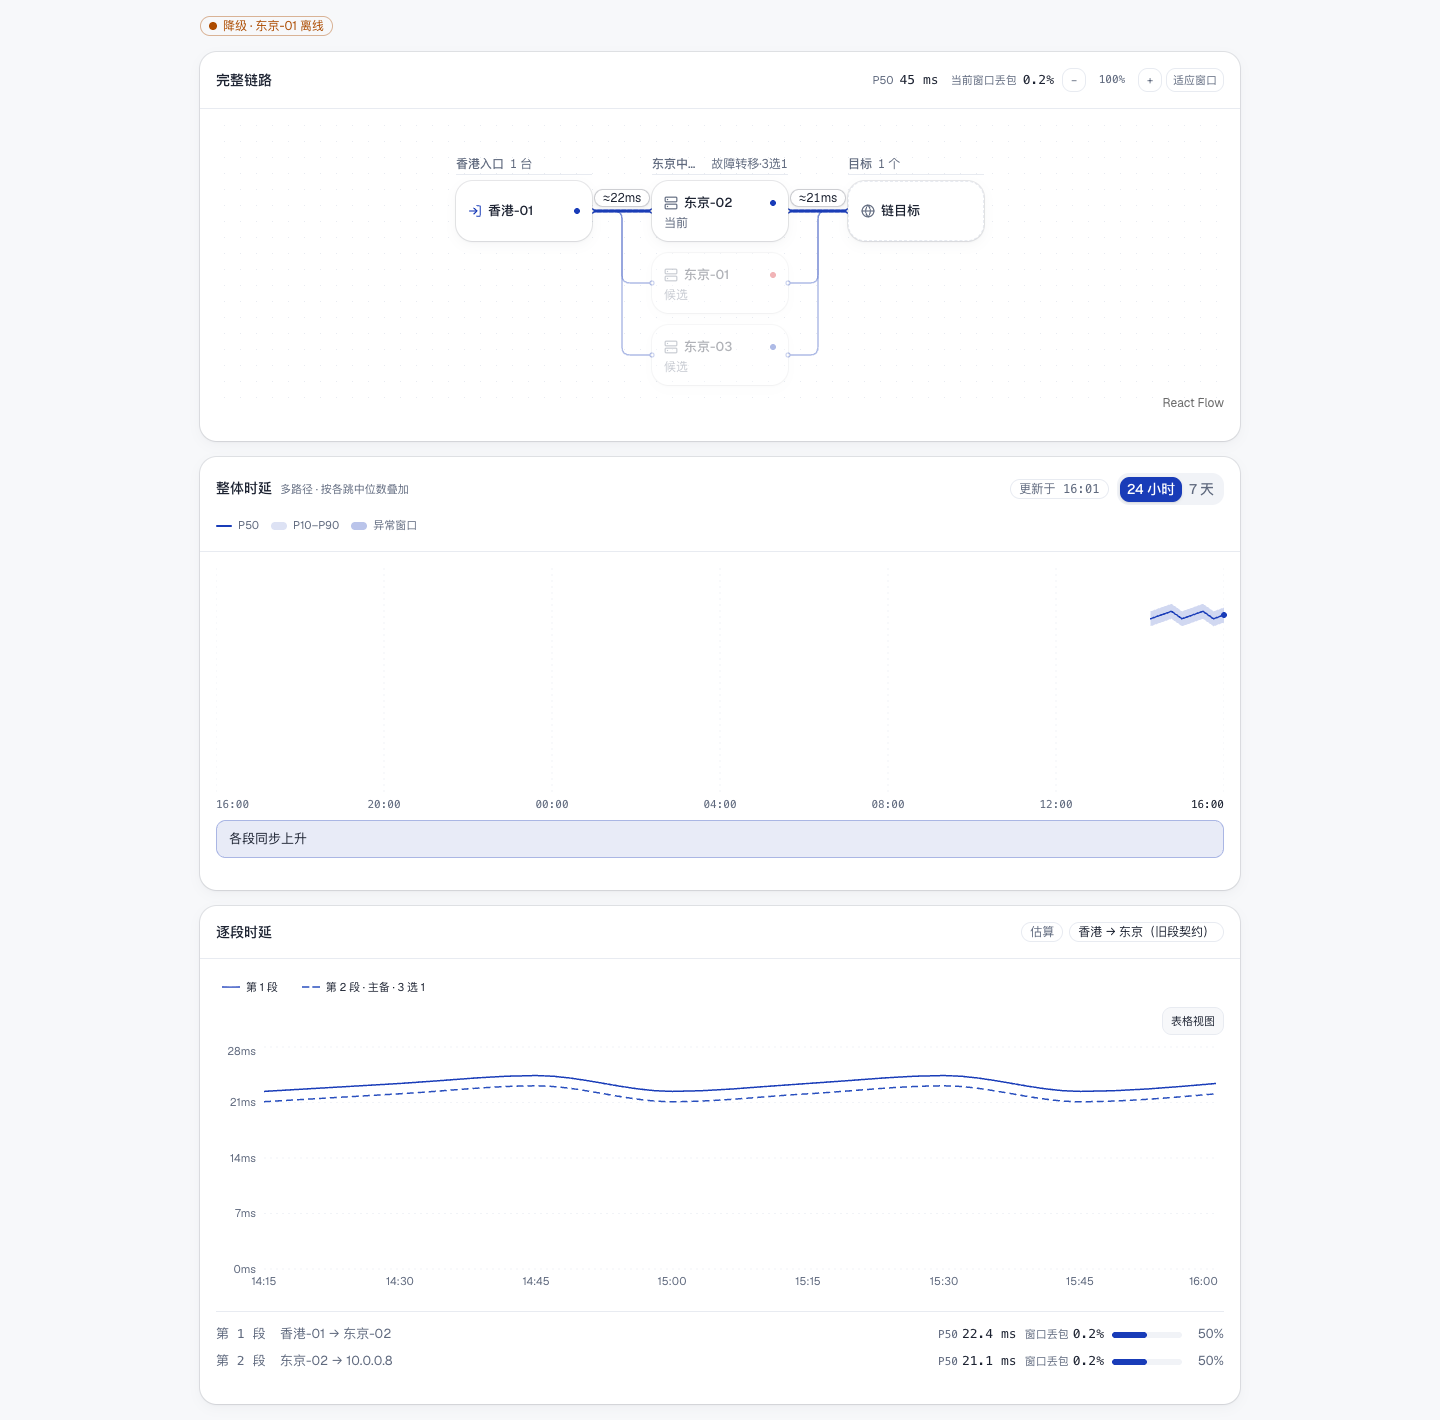 降级 · 东京-01 离线
完整链路
P50 45 ms 当前窗口丢包 0.2% − 100% + 适应窗口
香港入口 1 台
东京中… 故障转移·3选1
目标 1 个
香港-01
≈22ms
东京-02
当前
≈21ms
链目标
东京-01
候选
东京-03
候选
React Flow
整体时延 多路径 · 按各跳中位数叠加
更新于 16:01 24 小时 7 天
P50 P10–P90 异常窗口
16:00 20:00 00:00 04:00 08:00 12:00 16:00
各段同步上升
逐段时延
估算 香港 → 东京（旧段契约）
第 1 段 第 2 段 · 主备 · 3 选 1
表格视图
28ms
21ms
14ms
7ms
0ms
14:15 14:30 14:45 15:00 15:15 15:30 15:45 16:00
第 1 段 香港-01 → 东京-02 P50 22.4 ms 窗口丢包 0.2% 50%
第 2 段 东京-02 → 10.0.0.8 P50 21.1 ms 窗口丢包 0.2% 50%